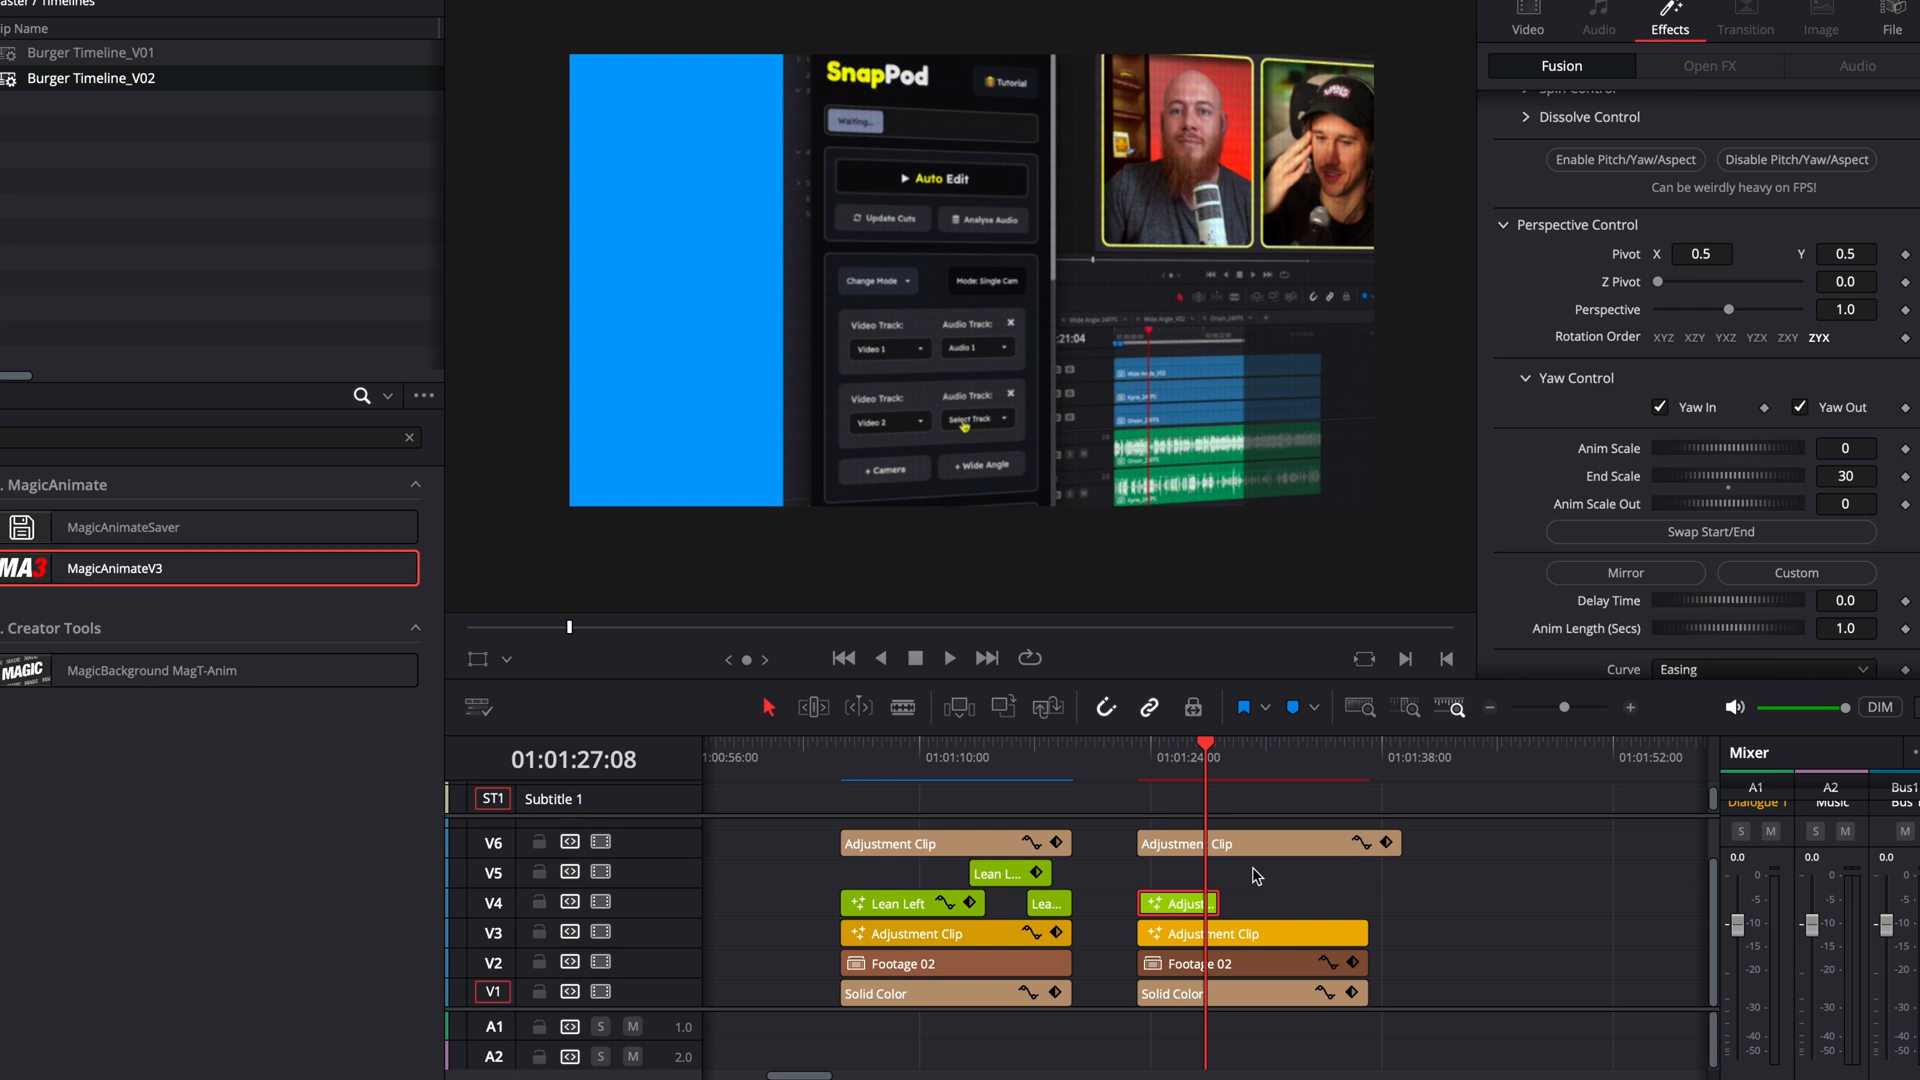 aster / Timelines
ip Name
Burger Timeline_V01
Burger Timeline_V02
. MagicAnimate
MagicAnimateSaver
MA3
MagicAnimateV3
. Creator Tools
MAGIC
MagicBackground MagT-Anim
SnapPod
Tutorial
Waiting...
Auto Edit
Update Cuts
Analyse Audio
Change Mode
Mode: Single Cam
Video Track:
Audio Track:
Video 1
Audio 1
Video Track:
Audio Track:
Video 2
Select Track
+ Camera
+ Wide Angle
:21:04
Video
Audio
Effects
Transition
Image
File
Fusion
Open FX
Audio
Spin Control
Dissolve Control
Enable Pitch/Yaw/Aspect
Disable Pitch/Yaw/Aspect
Can be weirdly heavy on FPS!
Perspective Control
Pivot X 0.5 Y 0.5
Z Pivot 0.0
Perspective 1.0
Rotation Order XYZ XZY YXZ YZX ZXY ZYX
Yaw Control
Yaw In
Yaw Out
Anim Scale 0
End Scale 30
Anim Scale Out 0
Swap Start/End
Mirror
Custom
Delay Time 0.0
Anim Length (Secs) 1.0
Curve Easing
DIM
01:01:27:08
1:00:56:00
01:01:10:00
01:01:24:00
01:01:38:00
01:01:52:00
ST1 Subtitle 1
V6 Adjustment Clip Adjustment Clip
V5 Lean L...
V4 Lean Left Lea... Adjust...
V3 Adjustment Clip Adjustment Clip
V2 Footage 02 Footage 02
V1 Solid Color Solid Color
A1 S M 1.0
A2 S M 2.0
Mixer
A1 A2 Bus1
Dialogue 1 Music Bus 1
S M S M M
0.0 0.0 0.0
0 0 0
-5 -5 -5
-10 -10 -10
-15 -15 -15
-20 -20 -20
-30 -30 -30
-40 -40 -40
-50 -50 -50